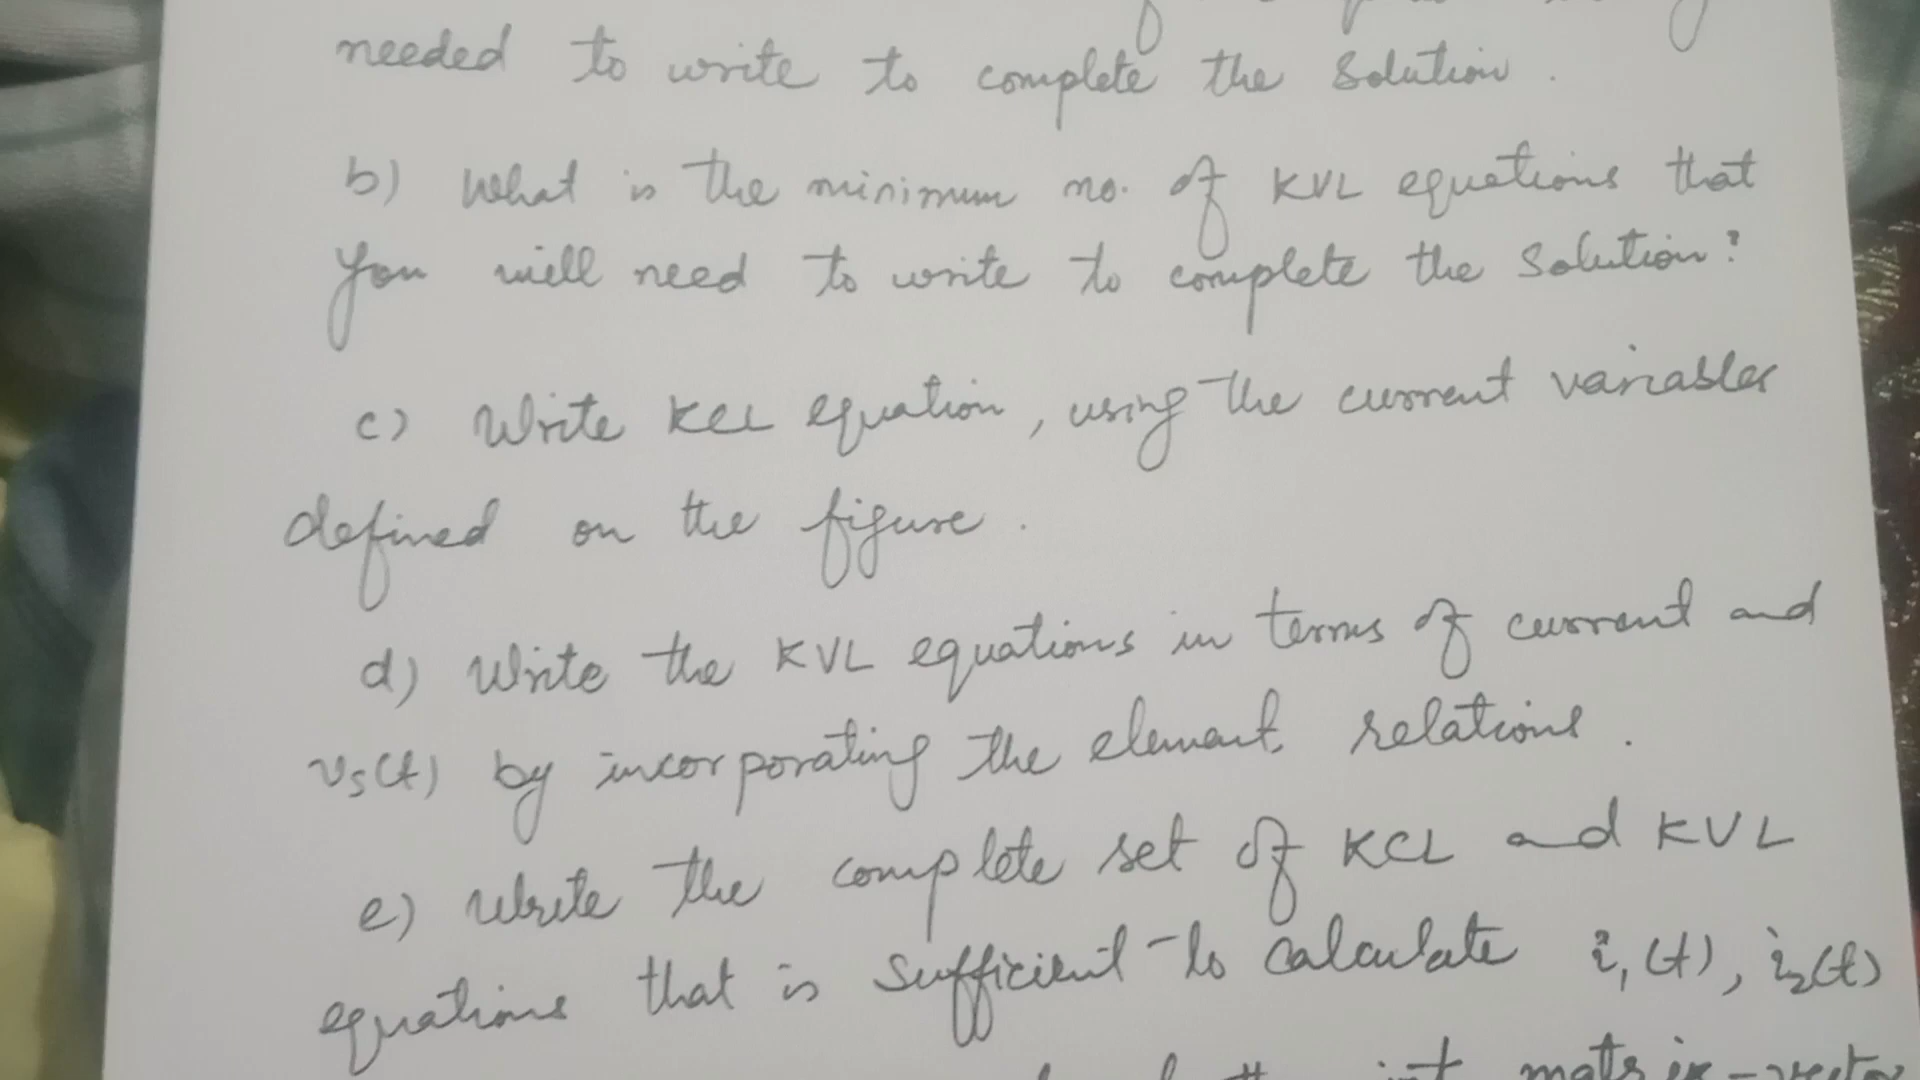 needed to write to complete the solution.
b) What is the minimum no. of KVL equations that
you will need to write to complete the solution?
c) Write KCL equation, using the current variables
defined on the figure.
d) Write the KVL equations in terms of current and
vs(t) by incorporating the element relations.
e) Write the complete set of KCL and KVL
equations that is sufficient to calculate i1(t), i2(t)
matrix-vector